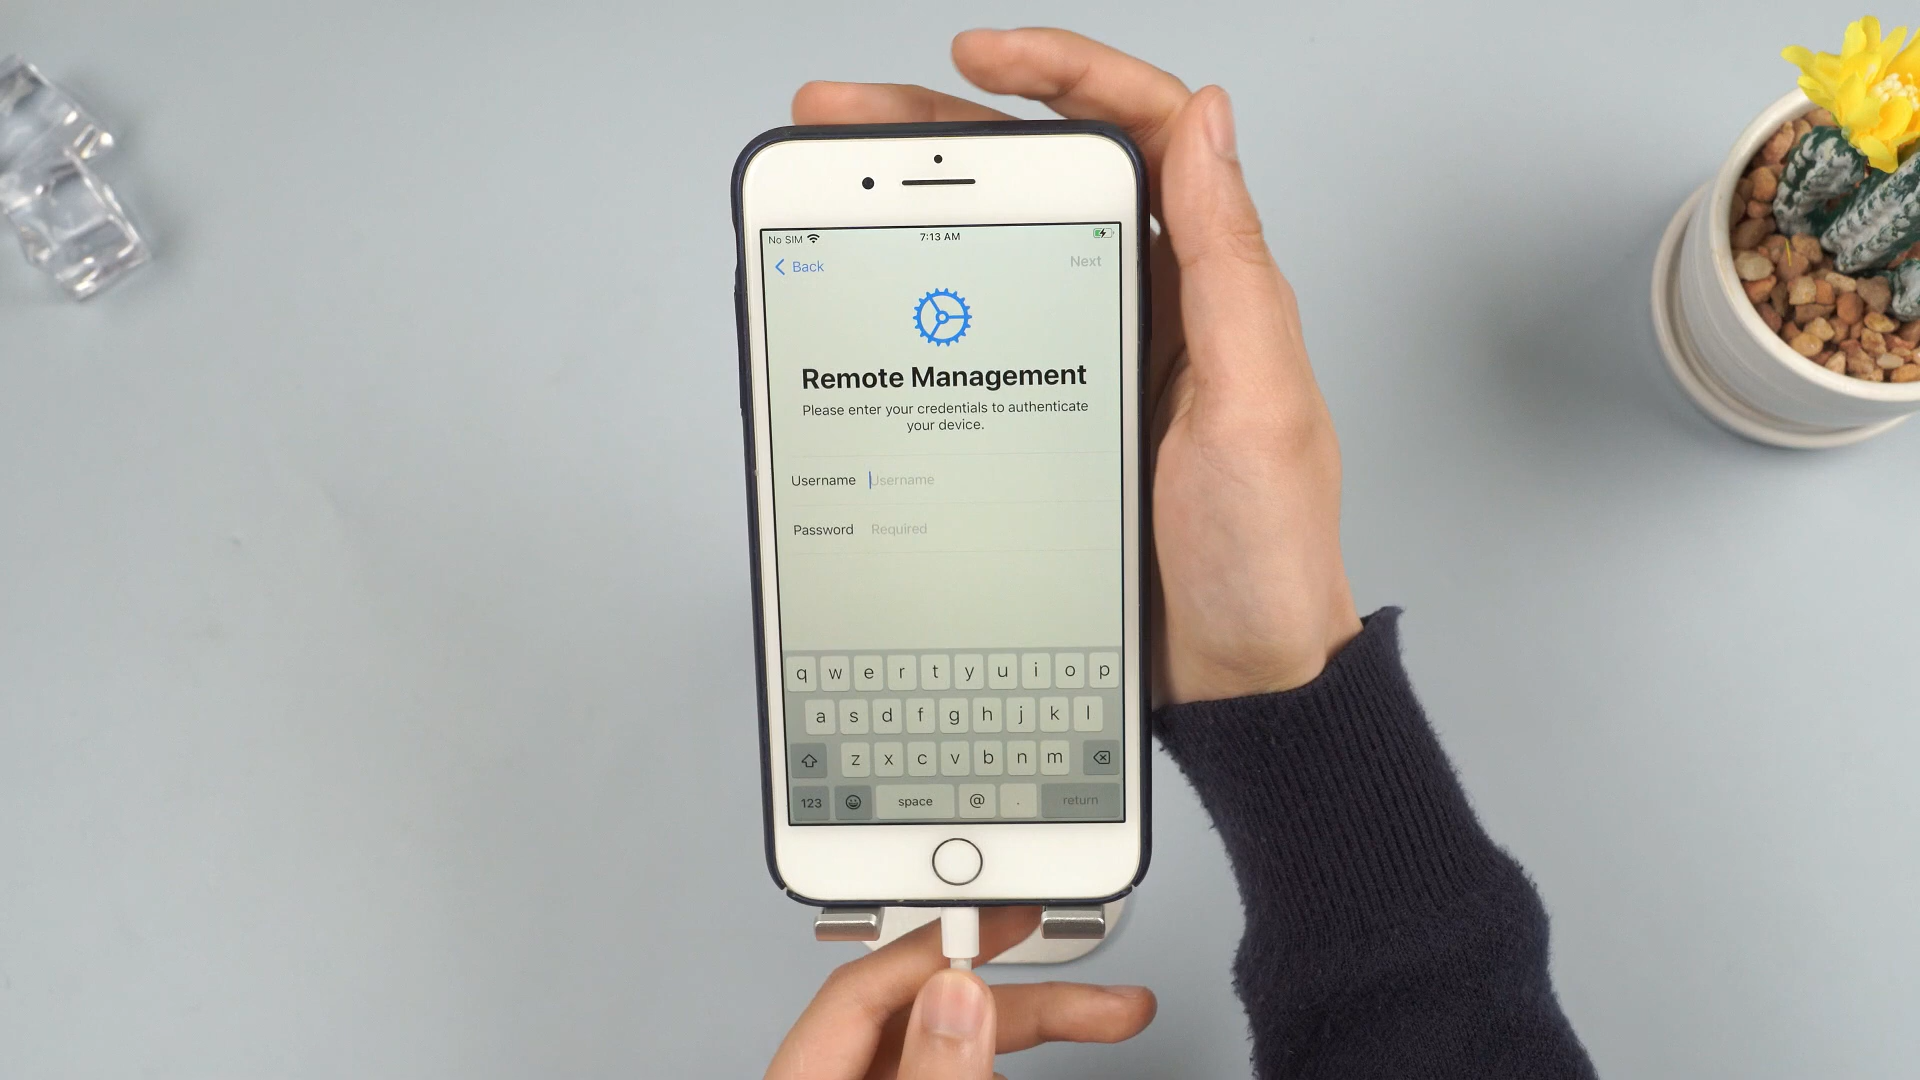 No SIM 7:13 AM
Back Next
Remote Management
Please enter your credentials to authenticate
your device.
Username Username
Password Required
q w e r t y u i o p
a s d f g h j k l
z x c v b n m
123 space @ . return